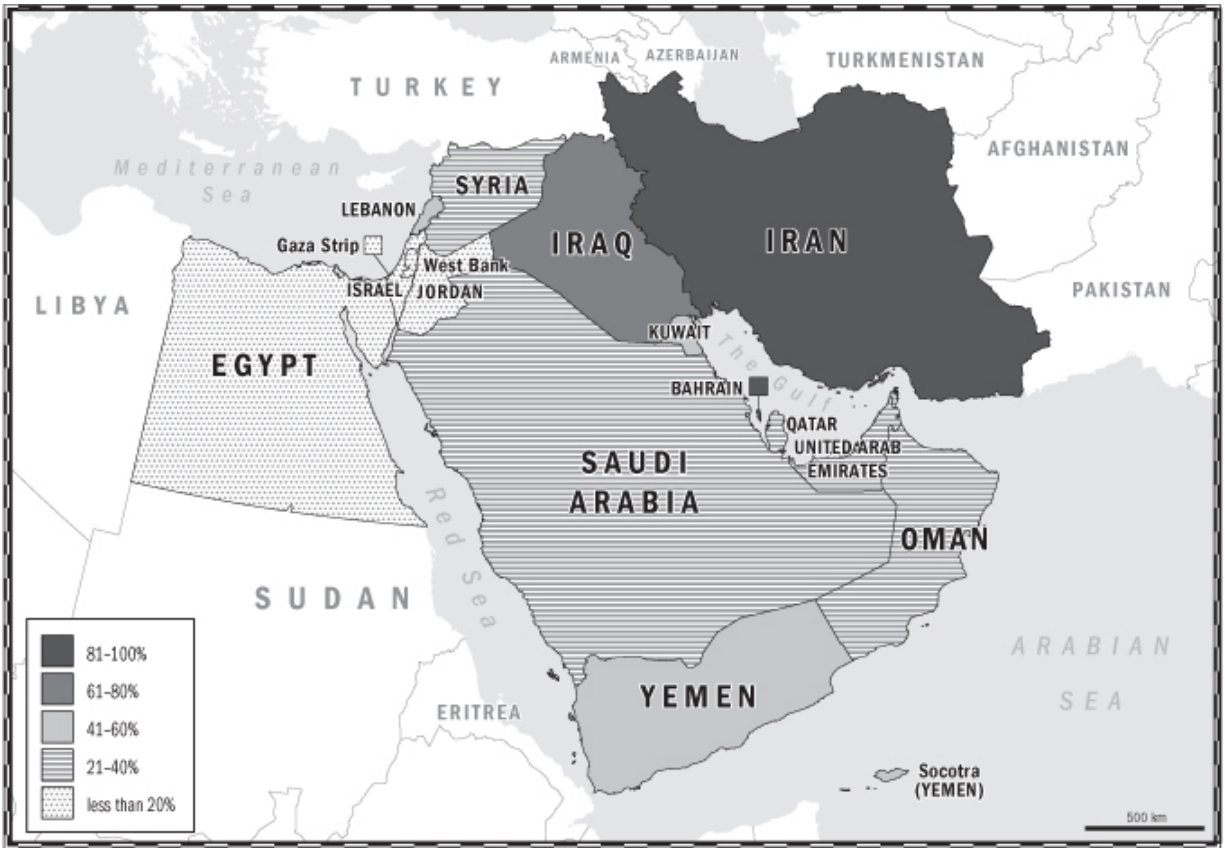 ARMENIA
AZERBAIJAN
TURKEY
TURKMENISTAN
Mediterranean
Sea
SYRIA
AFGHANISTAN
LEBANON
Gaza Strip
IRAQ
IRAN
West Bank
ISRAEL
JORDAN
LIBYA
PAKISTAN
KUWAIT
The Gulf
EGYPT
BAHRAIN
QATAR
UNITED ARAB
EMIRATES
SAUDI
ARABIA
Red Sea
OMAN
SUDAN
ARABIAN
SEA
YEMEN
ERITREA
Socotra
(YEMEN)
81–100%
61–80%
41–60%
21–40%
less than 20%
500 km